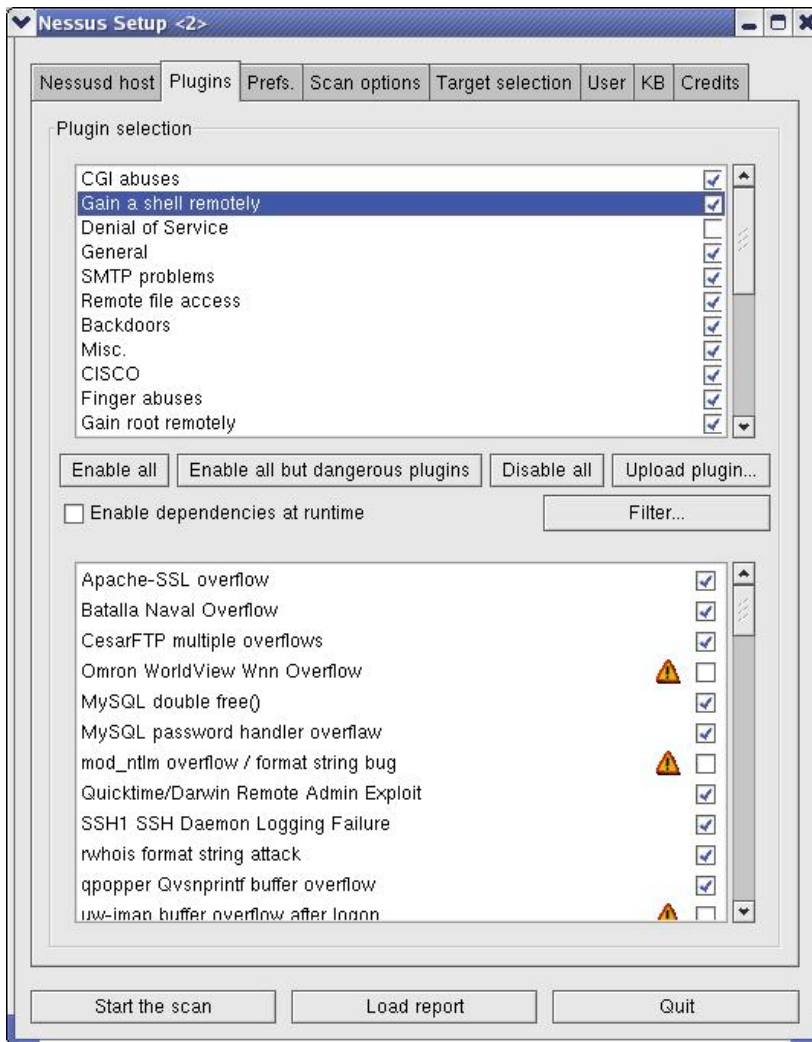 Nessus Setup <2>
Nessusd host Plugins Prefs. Scan options Target selection User KB Credits
Plugin selection
CGI abuses
Gain a shell remotely
Denial of Service
General
SMTP problems
Remote file access
Backdoors
Misc.
CISCO
Finger abuses
Gain root remotely
Enable all Enable all but dangerous plugins Disable all Upload plugin...
Enable dependencies at runtime Filter...
Apache-SSL overflow
Batalla Naval Overflow
CesarFTP multiple overflows
Omron WorldView Wnn Overflow
MySQL double free()
MySQL password handler overflaw
mod_ntlm overflow / format string bug
Quicktime/Darwin Remote Admin Exploit
SSH1 SSH Daemon Logging Failure
rwhois format string attack
qpopper Qvsnprintf buffer overflow
uw-imap buffer overflow after logon
Start the scan Load report Quit